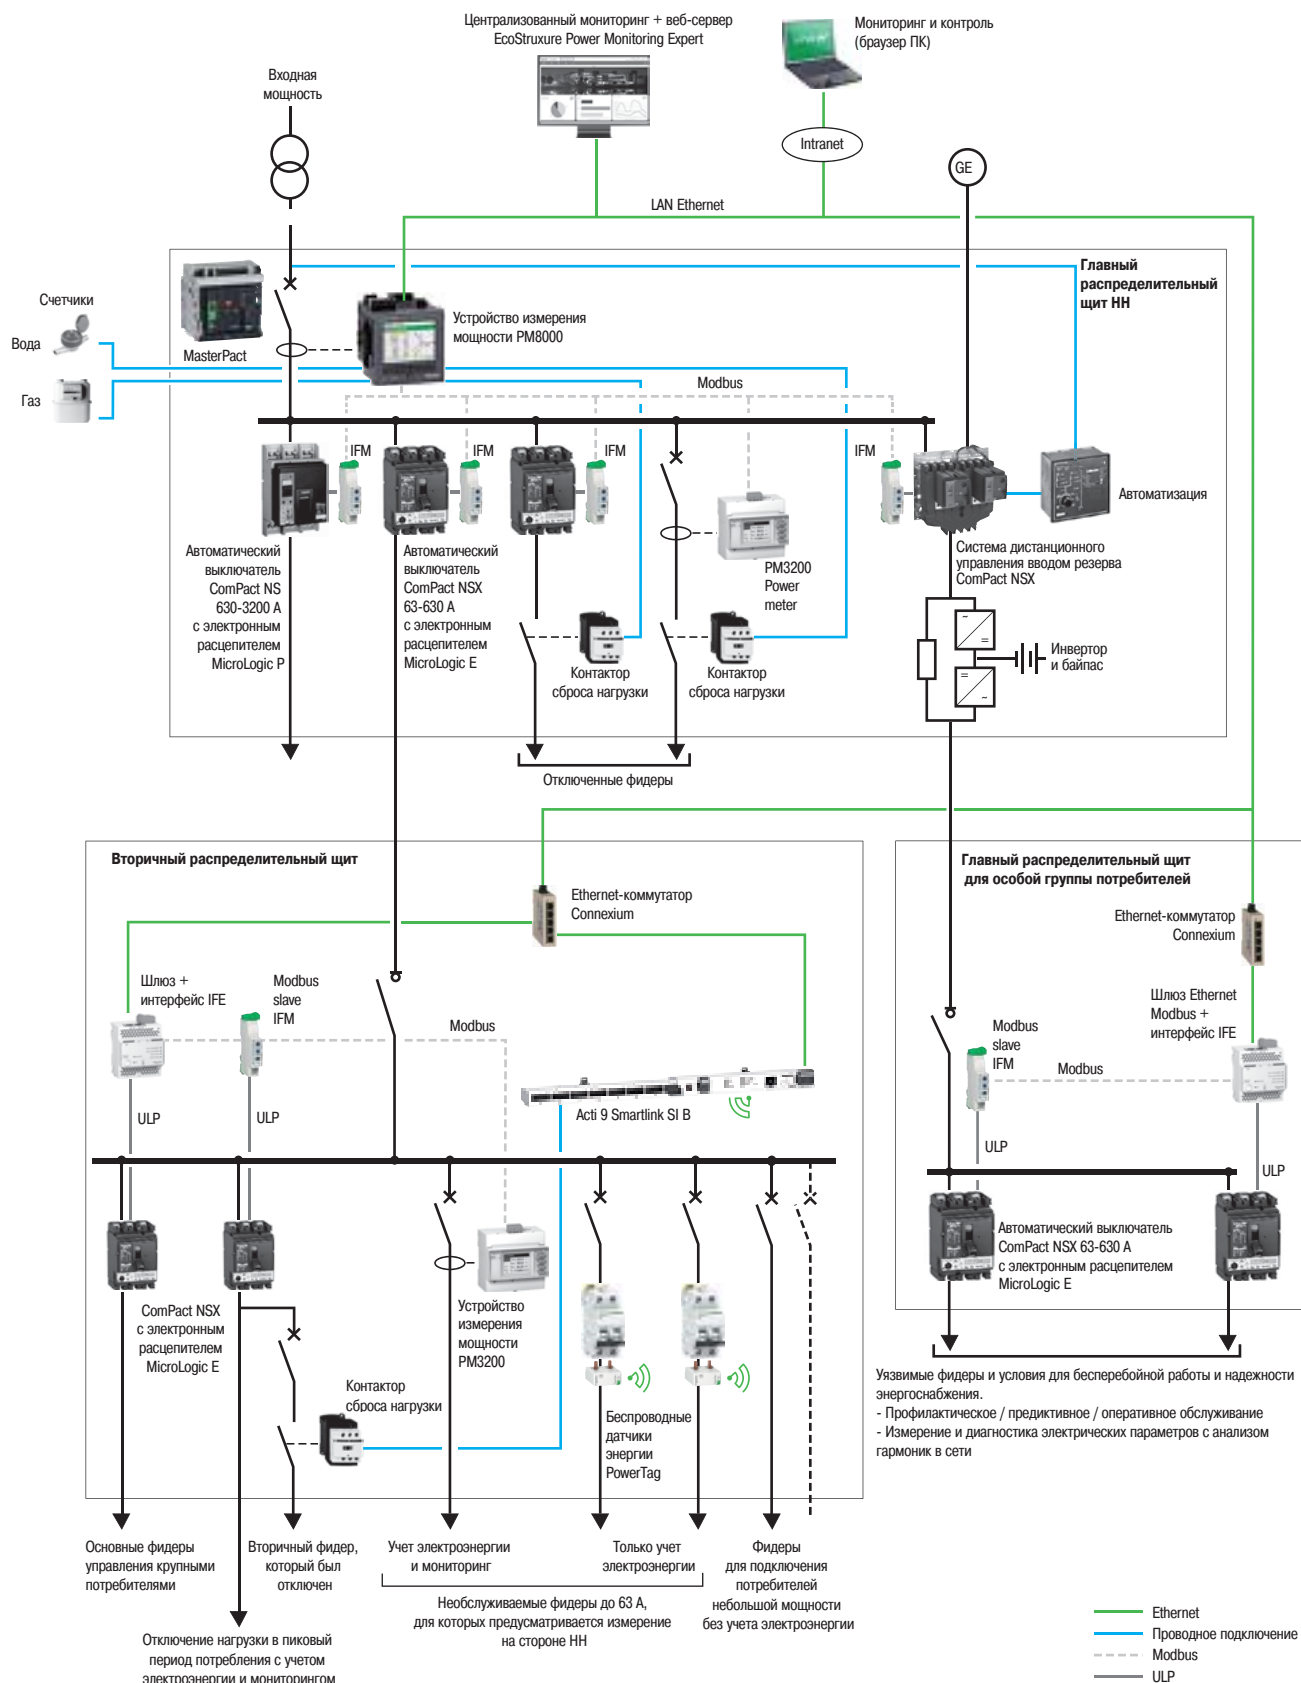 Централизованный мониторинг + веб-сервер
EcoStruxure Power Monitoring Expert
Мониторинг и контроль
(браузер ПК)
Входная
мощность
Intranet
GE
LAN Ethernet
Главный
распределительный
щит НН
Счетчики
Вода
Газ
MasterPact
Устройство измерения
мощности PM8000
Modbus
IFM
IFM
IFM
IFM
Автоматизация
Автоматический
выключатель
ComPact NS
630-3200 A
с электронным
расцепителем
MicroLogic P
Автоматический
выключатель
ComPact NSX
63-630 A
с электронным
расцепителем
MicroLogic E
PM3200
Power
meter
Система дистанционного
управления вводом резерва
ComPact NSX
Контактор
сброса нагрузки
Контактор
сброса нагрузки
~
=
=
~
Инвертор
и байпас
Отключенные фидеры
Вторичный распределительный щит
Ethernet-коммутатор
Connexium
Шлюз +
интерфейс IFE
Modbus
slave
IFM
Modbus
Acti 9 Smartlink SI B
ULP
ULP
ComPact NSX
с электронным
расцепителем
MicroLogic E
Устройство
измерения
мощности
PM3200
Контактор
сброса нагрузки
Беспроводные
датчики
энергии
PowerTag
Главный распределительный щит
для особой группы потребителей
Ethernet-коммутатор
Connexium
Шлюз Ethernet
Modbus +
интерфейс IFE
Modbus
slave
IFM
Modbus
ULP
ULP
Автоматический выключатель
ComPact NSX 63-630 A
с электронным расцепителем
MicroLogic E
Уязвимые фидеры и условия для бесперебойной работы и надежности
энергоснабжения.
- Профилактическое / предиктивное / оперативное обслуживание
- Измерение и диагностика электрических параметров с анализом
гармоник в сети
Основные фидеры
управления крупными
потребителями
Вторичный фидер,
который был
отключен
Учет электроэнергии
и мониторинг
Только учет
электроэнергии
Фидеры
для подключения
потребителей
небольшой мощности
без учета электроэнергии
Необслуживаемые фидеры до 63 А,
для которых предусматривается измерение
на стороне НН
Отключение нагрузки в пиковый
период потребления с учетом
электроэнергии и мониторингом
Ethernet
Проводное подключение
Modbus
ULP